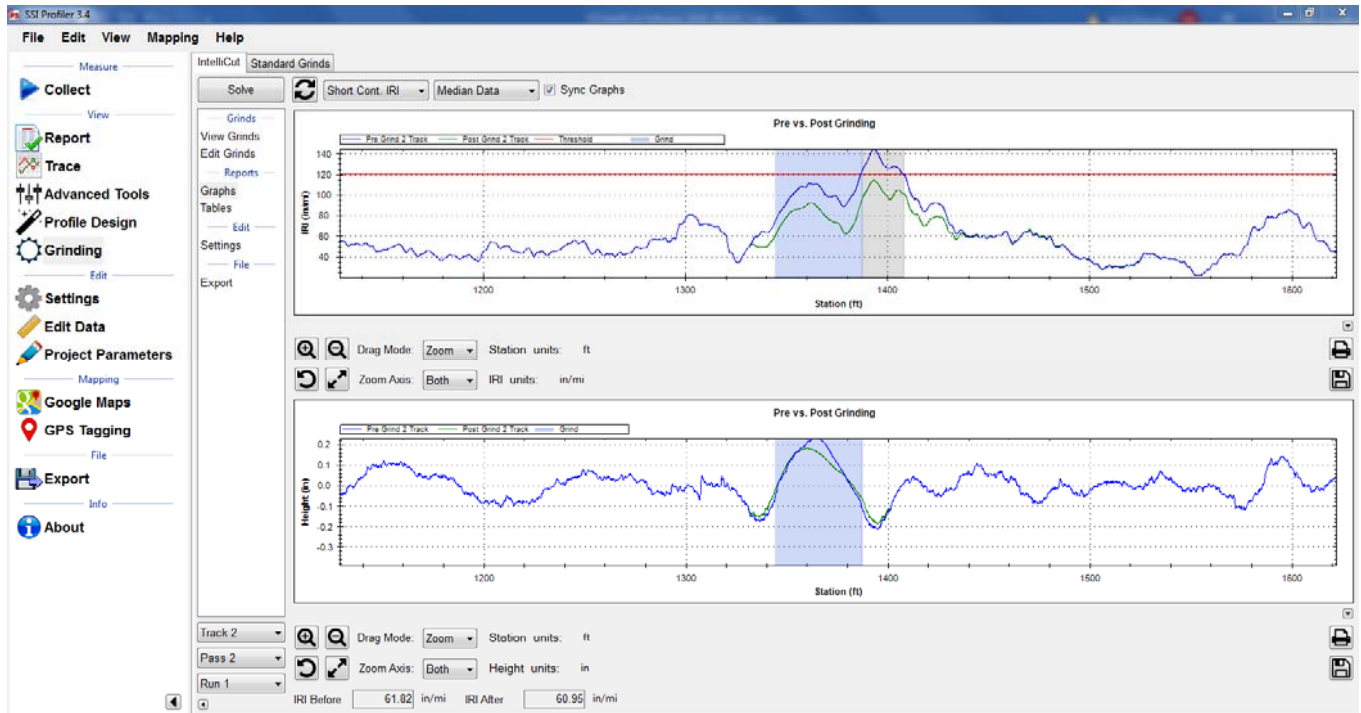 SSI Profiler 3.4
File Edit View Mapping Help
Measure
Collect
View
Report
Trace
Advanced Tools
Profile Design
Grinding
Edit
Settings
Edit Data
Project Parameters
Mapping
Google Maps
GPS Tagging
File
Export
Info
About
IntelliCut Standard Grinds
Solve Short Cont. IRI Median Data Sync Graphs
Grinds
View Grinds
Edit Grinds
Reports
Graphs
Tables
Edit
Settings
File
Export
Track 2
Pass 2
Run 1
Pre vs. Post Grinding
Pre Grind 2 Track Post Grind 2 Track Threshold Grind
IRI (in/mi)
140
120
100
80
60
40
1200 1300 1400 1500 1600
Station (ft)
Drag Mode: Zoom Station units: ft
Zoom Axis: Both IRI units: in/mi
Pre vs. Post Grinding
Pre Grind 2 Track Post Grind 2 Track Grind
Height (in)
0.2
0.1
0.0
-0.1
-0.2
-0.3
1200 1300 1400 1500 1600
Station (ft)
Drag Mode: Zoom Station units: ft
Zoom Axis: Both Height units: in
IRI Before 61.82 in/mi IRI After 60.95 in/mi